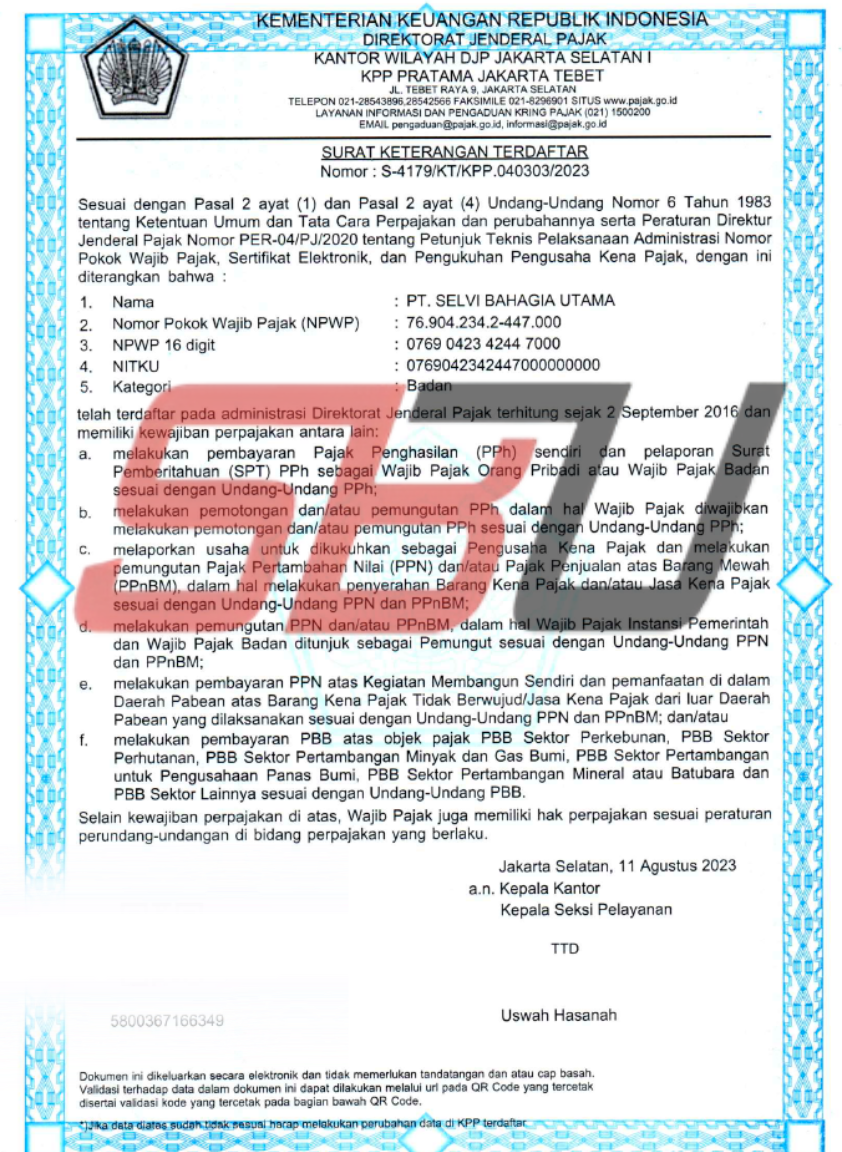 KEMENTERIAN KEUANGAN REPUBLIK INDONESIA
DIREKTORAT JENDERAL PAJAK
KANTOR WILAYAH DJP JAKARTA SELATAN I
KPP PRATAMA JAKARTA TEBET
JL. TEBET RAYA 9, JAKARTA SELATAN
TELEPON 021-28543896,28542566 FAKSIMILE 021-8296901 SITUS www.pajak.go.id
LAYANAN INFORMASI DAN PENGADUAN KRING PAJAK (021) 1500200
EMAIL pengaduan@pajak.go.id, informasi@pajak.go.id
SURAT KETERANGAN TERDAFTAR
Nomor : S-4179/KT/KPP.040303/2023
Sesuai dengan Pasal 2 ayat (1) dan Pasal 2 ayat (4) Undang-Undang Nomor 6 Tahun 1983
tentang Ketentuan Umum dan Tata Cara Perpajakan dan perubahannya serta Peraturan Direktur
Jenderal Pajak Nomor PER-04/PJ/2020 tentang Petunjuk Teknis Pelaksanaan Administrasi Nomor
Pokok Wajib Pajak, Sertifikat Elektronik, dan Pengukuhan Pengusaha Kena Pajak, dengan ini
diterangkan bahwa :
1. Nama : PT. SELVI BAHAGIA UTAMA
2. Nomor Pokok Wajib Pajak (NPWP) : 76.904.234.2-447.000
3. NPWP 16 digit : 0769 0423 4244 7000
4. NITKU : 0769042342447000000000
5. Kategori : Badan
telah terdaftar pada administrasi Direktorat Jenderal Pajak terhitung sejak 2 September 2016 dan
memiliki kewajiban perpajakan antara lain:
a. melakukan pembayaran Pajak Penghasilan (PPh) sendiri dan pelaporan Surat
Pemberitahuan (SPT) PPh sebagai Wajib Pajak Orang Pribadi atau Wajib Pajak Badan
sesuai dengan Undang-Undang PPh;
b. melakukan pemotongan dan/atau pemungutan PPh dalam hal Wajib Pajak diwajibkan
melakukan pemotongan dan/atau pemungutan PPh sesuai dengan Undang-Undang PPh;
c. melaporkan usaha untuk dikukuhkan sebagai Pengusaha Kena Pajak dan melakukan
pemungutan Pajak Pertambahan Nilai (PPN) dan/atau Pajak Penjualan atas Barang Mewah
(PPnBM), dalam hal melakukan penyerahan Barang Kena Pajak dan/atau Jasa Kena Pajak
sesuai dengan Undang-Undang PPN dan PPnBM;
d. melakukan pemungutan PPN dan/atau PPnBM, dalam hal Wajib Pajak Instansi Pemerintah
dan Wajib Pajak Badan ditunjuk sebagai Pemungut sesuai dengan Undang-Undang PPN
dan PPnBM;
e. melakukan pembayaran PPN atas Kegiatan Membangun Sendiri dan pemanfaatan di dalam
Daerah Pabean atas Barang Kena Pajak Tidak Berwujud/Jasa Kena Pajak dari luar Daerah
Pabean yang dilaksanakan sesuai dengan Undang-Undang PPN dan PPnBM; dan/atau
f. melakukan pembayaran PBB atas objek pajak PBB Sektor Perkebunan, PBB Sektor
Perhutanan, PBB Sektor Pertambangan Minyak dan Gas Bumi, PBB Sektor Pertambangan
untuk Pengusahaan Panas Bumi, PBB Sektor Pertambangan Mineral atau Batubara dan
PBB Sektor Lainnya sesuai dengan Undang-Undang PBB.
SBU
Selain kewajiban perpajakan di atas, Wajib Pajak juga memiliki hak perpajakan sesuai peraturan
perundang-undangan di bidang perpajakan yang berlaku.
Jakarta Selatan, 11 Agustus 2023
a.n. Kepala Kantor
Kepala Seksi Pelayanan
TTD
Uswah Hasanah
5800367166349
Dokumen ini dikeluarkan secara elektronik dan tidak memerlukan tandatangan dan atau cap basah.
Validasi terhadap data dalam dokumen ini dapat dilakukan melalui url pada QR Code yang tercetak
disertai validasi kode yang tercetak pada bagian bawah QR Code.
*)Jika data diatas sudah tidak sesuai harap melakukan perubahan data di KPP terdaftar